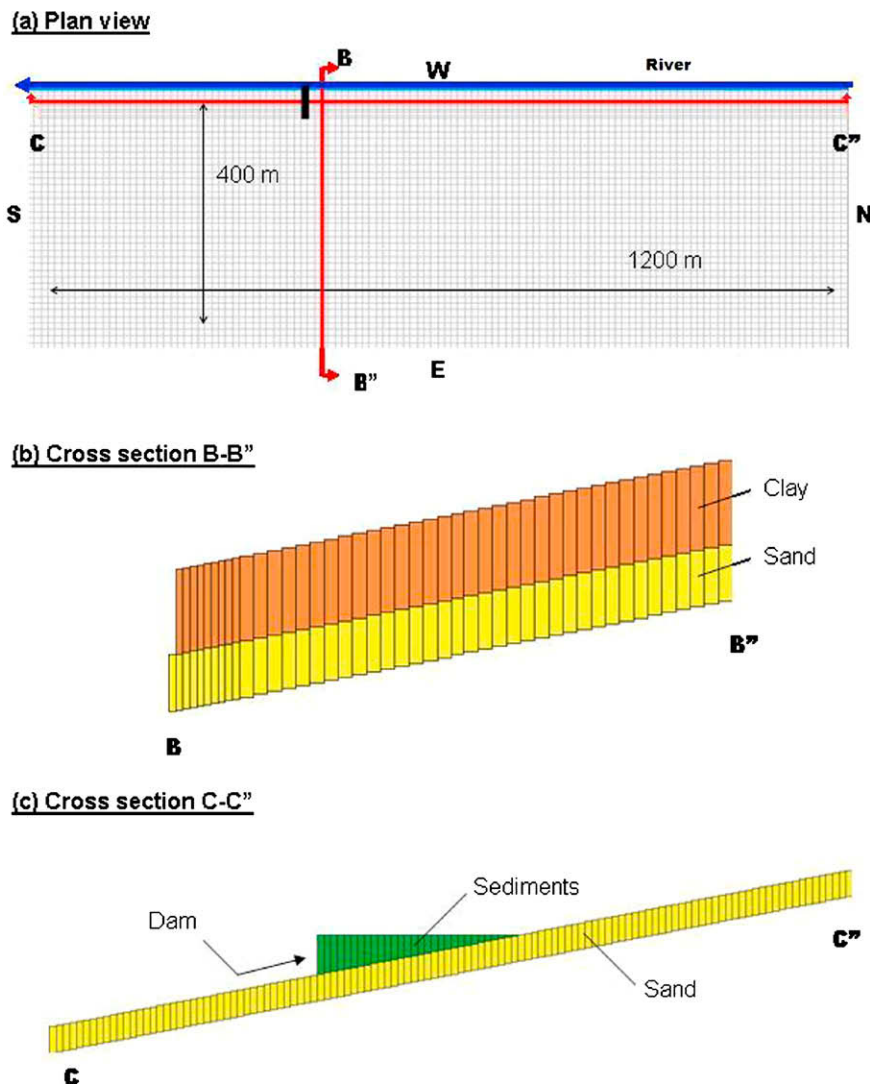 (a) Plan view
B
W
River
C
C”
400 m
S
N
1200 m
B”
E
(b) Cross section B-B”
Clay
Sand
B”
B
(c) Cross section C-C”
Sediments
Dam
C”
Sand
C